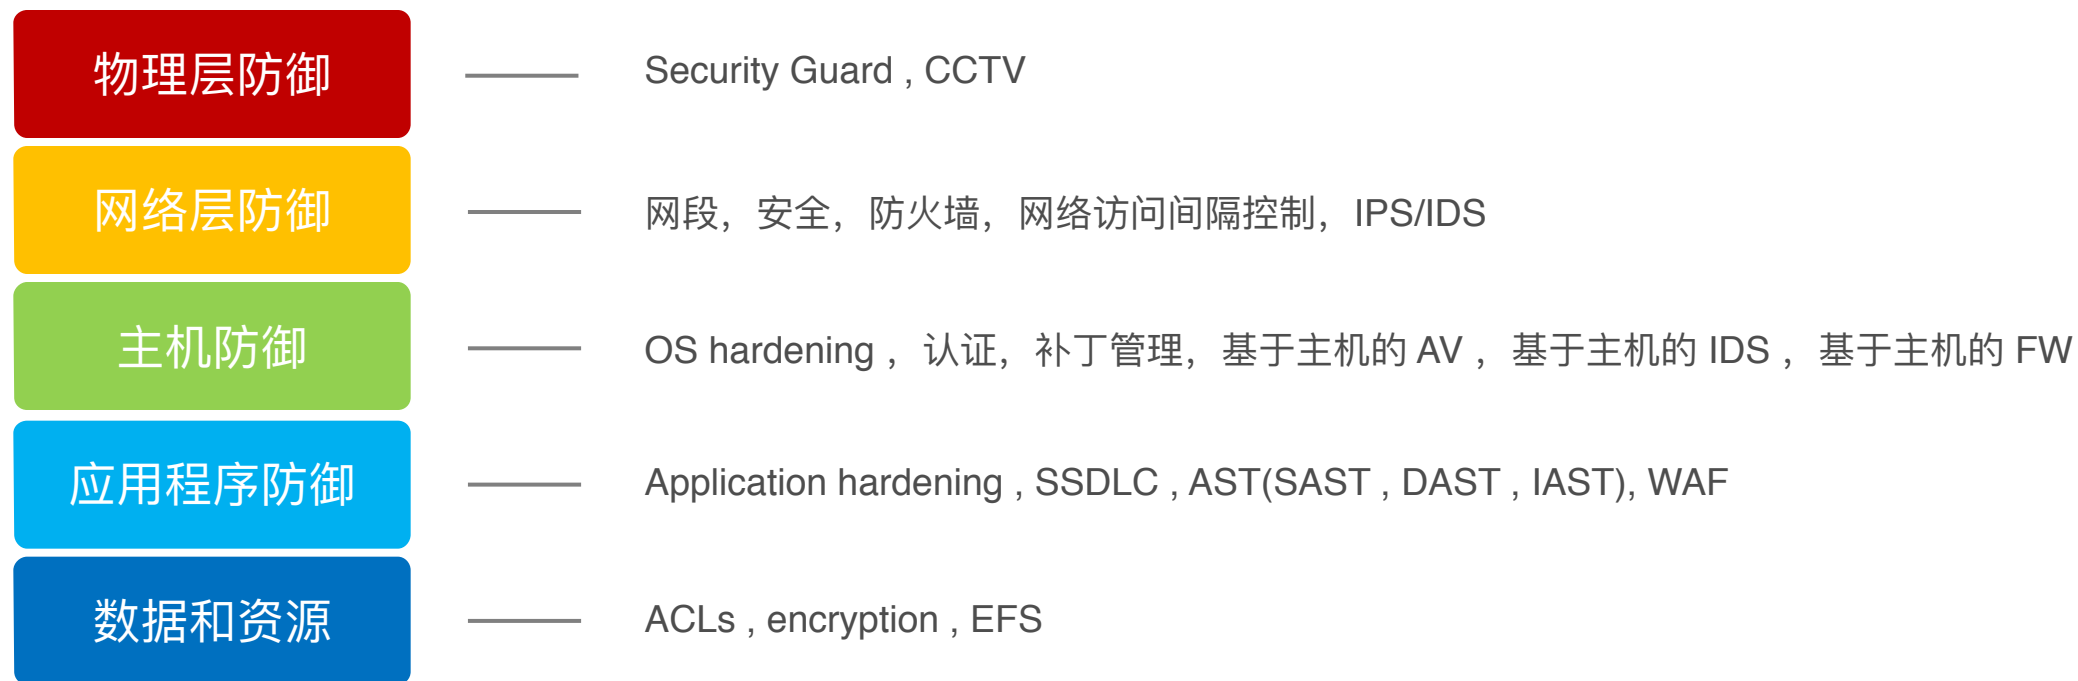 物理层防御
Security Guard , CCTV
网络层防御
网段，安全，防火墙，网络访问间隔控制，IPS/IDS
主机防御
OS hardening ，认证，补丁管理，基于主机的 AV ，基于主机的 IDS ，基于主机的 FW
应用程序防御
Application hardening , SSDLC , AST(SAST , DAST , IAST), WAF
数据和资源
ACLs , encryption , EFS